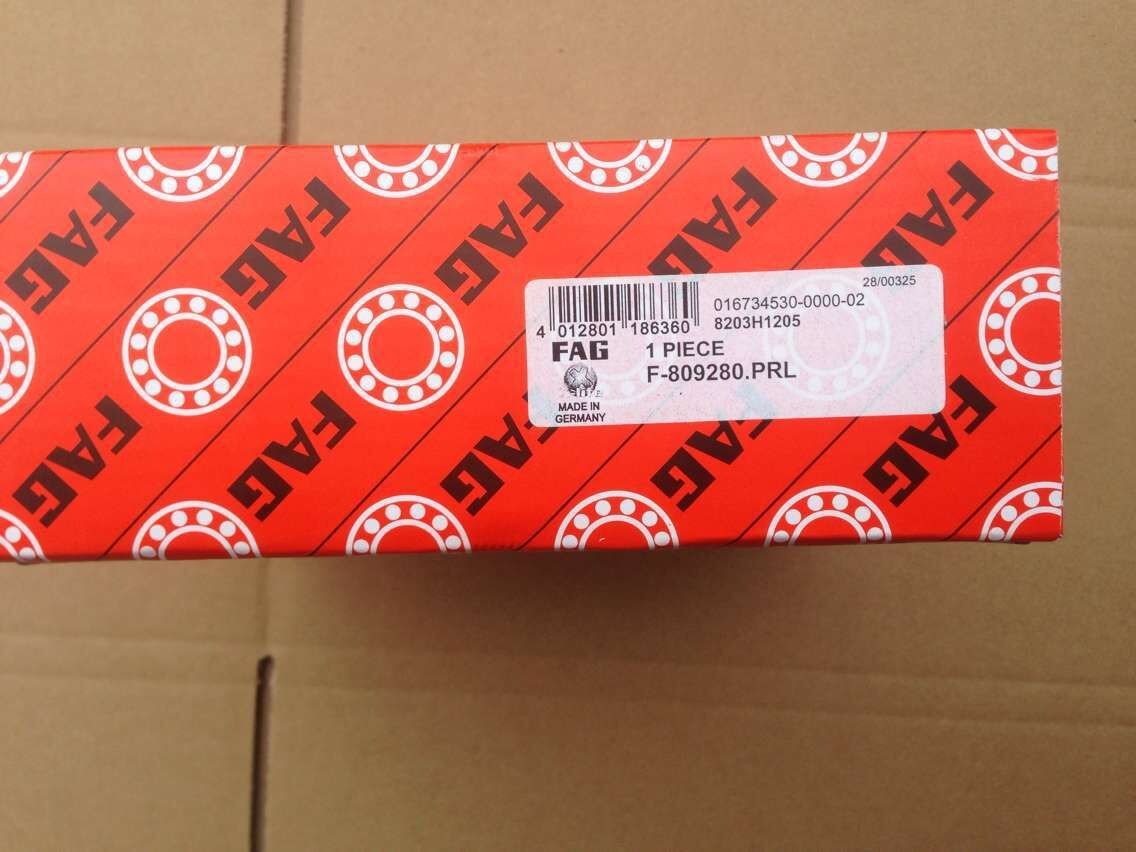 FAG FAG FAG FAG FAG
28/00325
016734530-0000-02
4 012801 186360 8203H1205
FAG 1 PIECE
F-809280.PRL
MADE IN
GERMANY
FAG FAG FAG FAG FAG